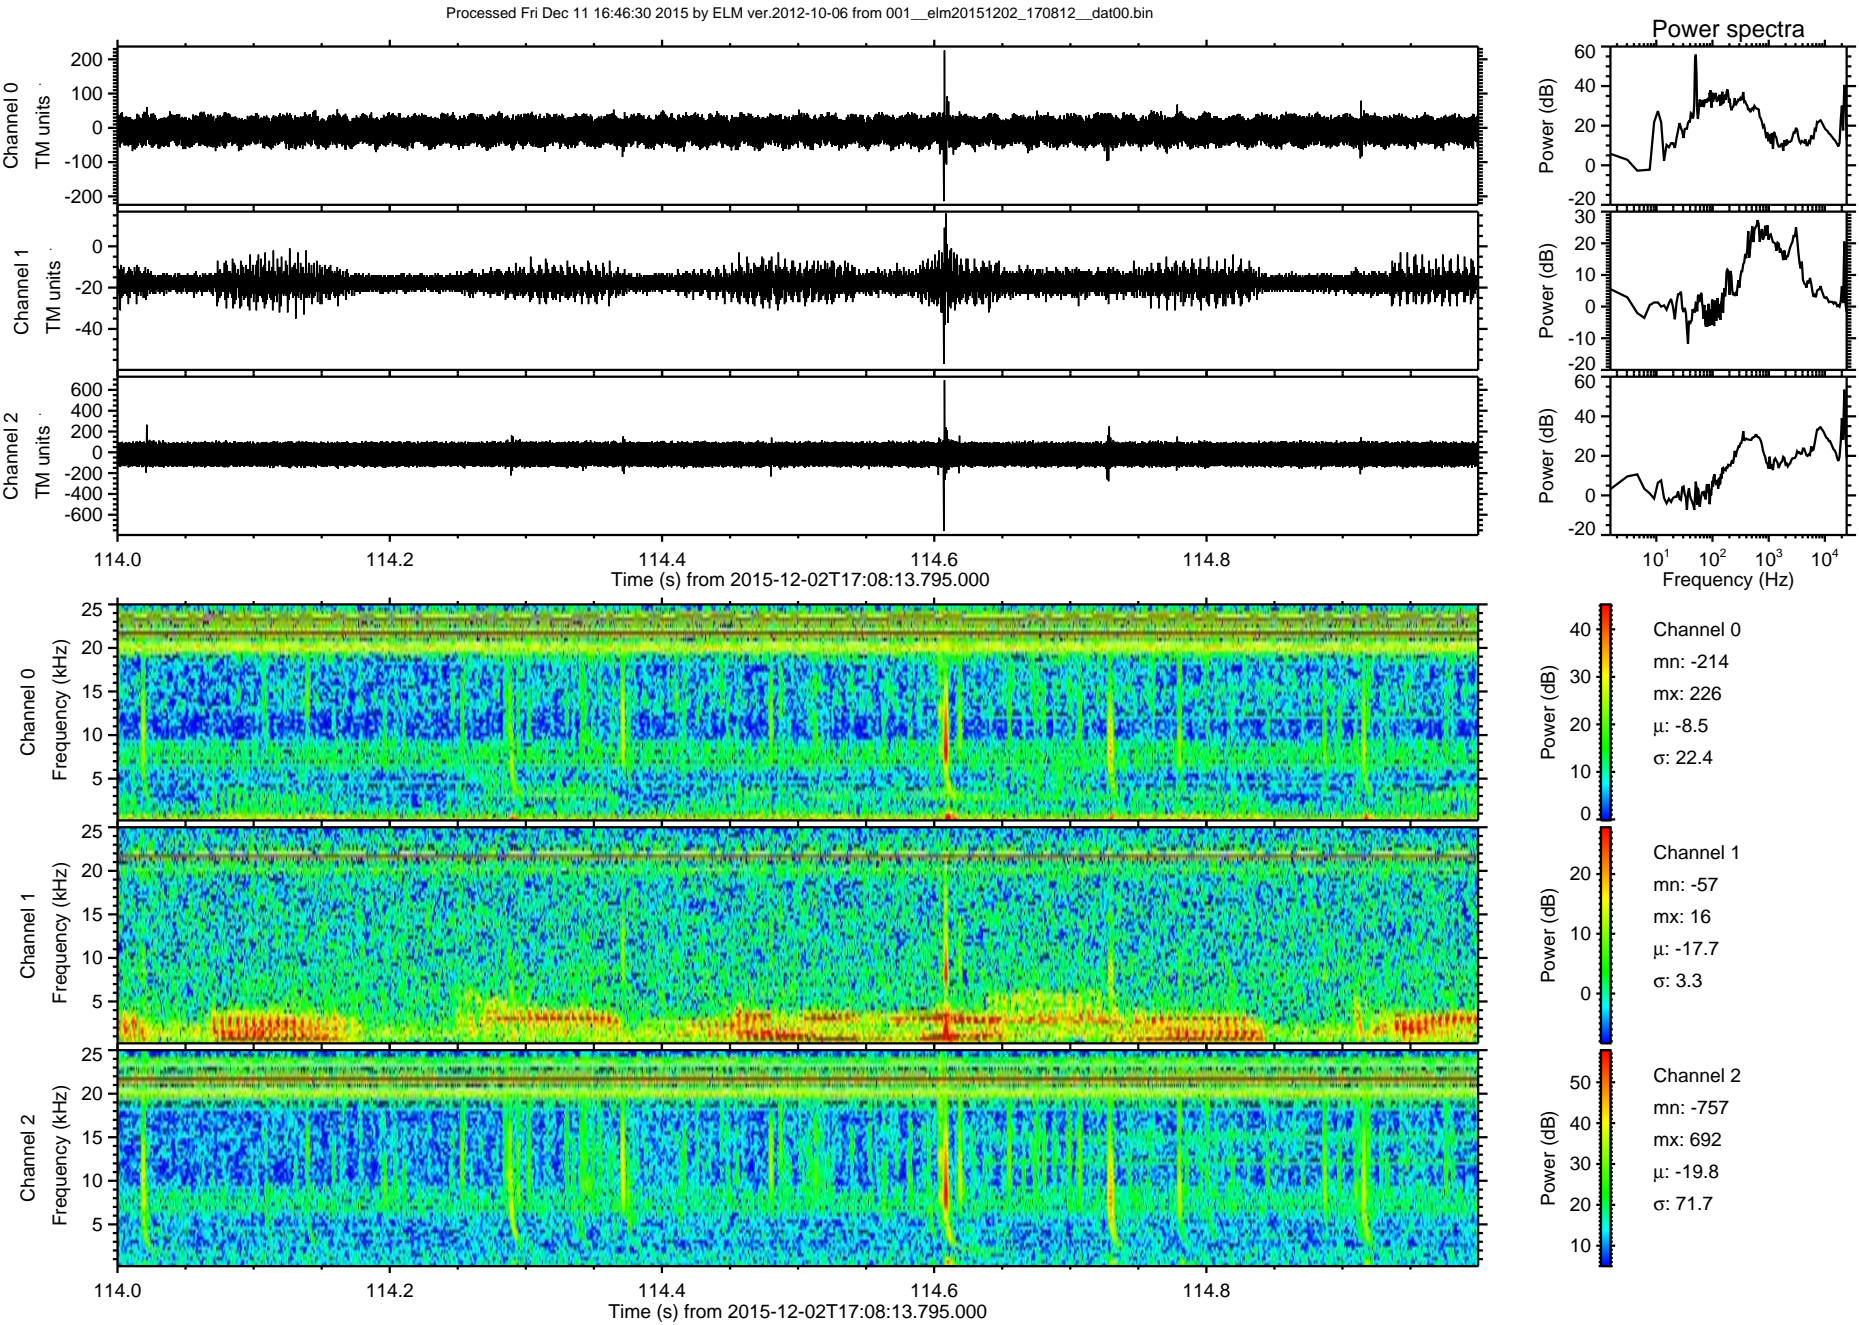 Processed Fri Dec 11 16:46:30 2015 by ELM ver.2012-10-06 from 001__elm20151202_170812__dat00.bin
Power spectra
Channel 0
TM units
200
100
0
-100
-200
Power (dB)
60
40
20
0
-20
Channel 1
TM units
0
-20
-40
Power (dB)
30
20
10
0
-10
-20
Channel 2
TM units
600
400
200
0
-200
-400
-600
Power (dB)
60
40
20
0
-20
114.0 114.2 114.4 114.6 114.8
Time (s) from 2015-12-02T17:08:13.795.000
10¹ 10² 10³ 10⁴
Frequency (Hz)
Channel 0
Frequency (kHz)
25
20
15
10
5
Power (dB)
40
30
20
10
0
Channel 0
mn: -214
mx: 226
μ: -8.5
σ: 22.4
Channel 1
Frequency (kHz)
25
20
15
10
5
Power (dB)
20
10
0
Channel 1
mn: -57
mx: 16
μ: -17.7
σ: 3.3
Channel 2
Frequency (kHz)
25
20
15
10
5
Power (dB)
50
40
30
20
10
Channel 2
mn: -757
mx: 692
μ: -19.8
σ: 71.7
114.0 114.2 114.4 114.6 114.8
Time (s) from 2015-12-02T17:08:13.795.000